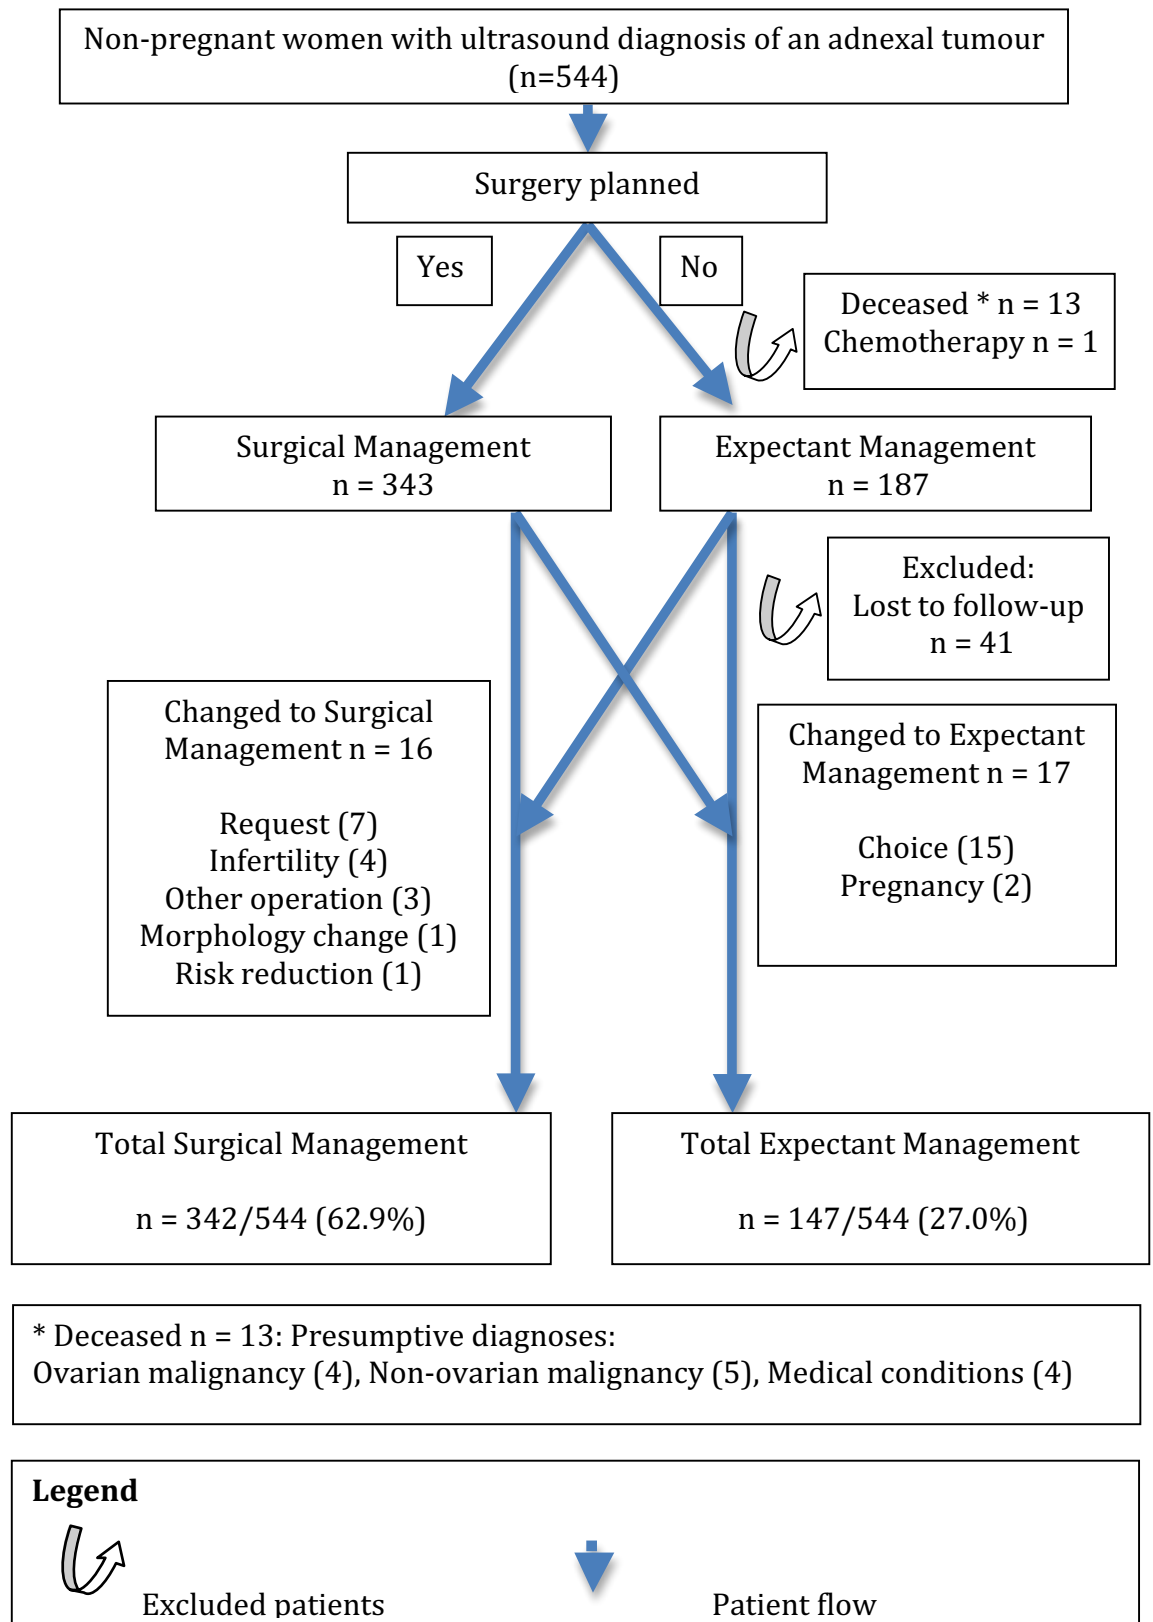 Non-pregnant women with ultrasound diagnosis of an adnexal tumour
(n=544)
Surgery planned
Yes
No
Deceased * n = 13
Chemotherapy n = 1
Surgical Management
n = 343
Expectant Management
n = 187
Excluded:
Lost to follow-up
n = 41
Changed to Surgical
Management n = 16
Request (7)
Infertility (4)
Other operation (3)
Morphology change (1)
Risk reduction (1)
Changed to Expectant
Management n = 17
Choice (15)
Pregnancy (2)
Total Surgical Management
n = 342/544 (62.9%)
Total Expectant Management
n = 147/544 (27.0%)
* Deceased n = 13: Presumptive diagnoses:
Ovarian malignancy (4), Non-ovarian malignancy (5), Medical conditions (4)
Legend
Excluded patients
Patient flow